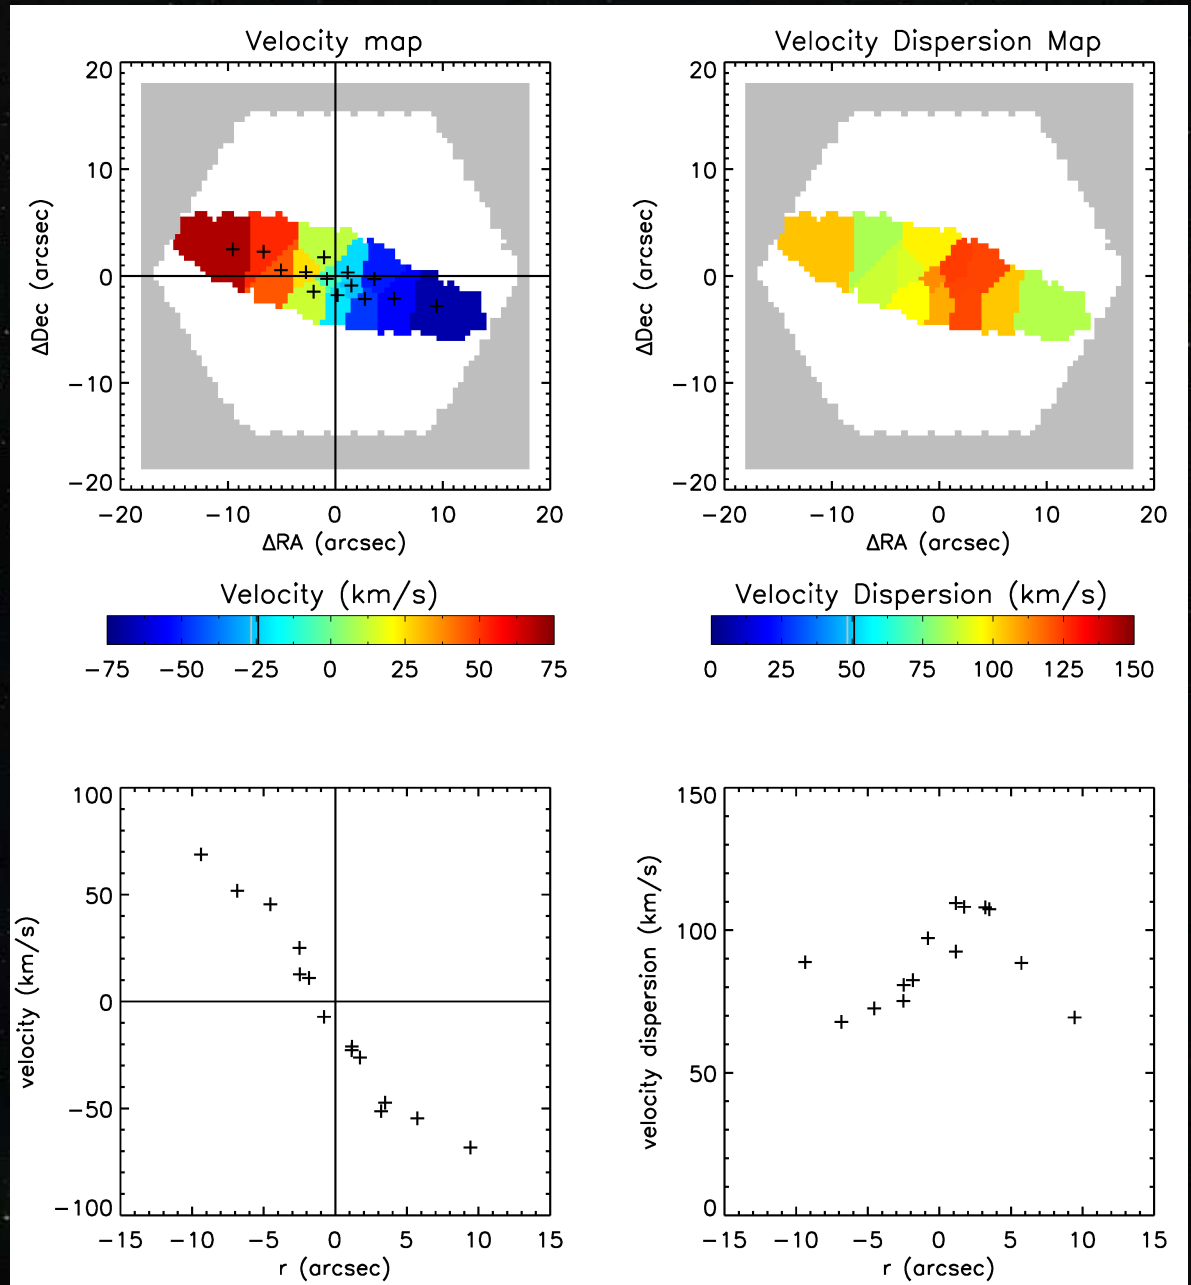 Velocity map
20
10
0
−10
−20
ΔDec (arcsec)
−20 −10 0 10 20
ΔRA (arcsec)
Velocity Dispersion Map
20
10
0
−10
−20
ΔDec (arcsec)
−20 −10 0 10 20
ΔRA (arcsec)
Velocity (km/s)
−75 −50 −25 0 25 50 75
Velocity Dispersion (km/s)
0 25 50 75 100 125 150
100
50
0
−50
−100
velocity (km/s)
−15 −10 −5 0 5 10 15
r (arcsec)
150
100
50
0
velocity dispersion (km/s)
−15 −10 −5 0 5 10 15
r (arcsec)